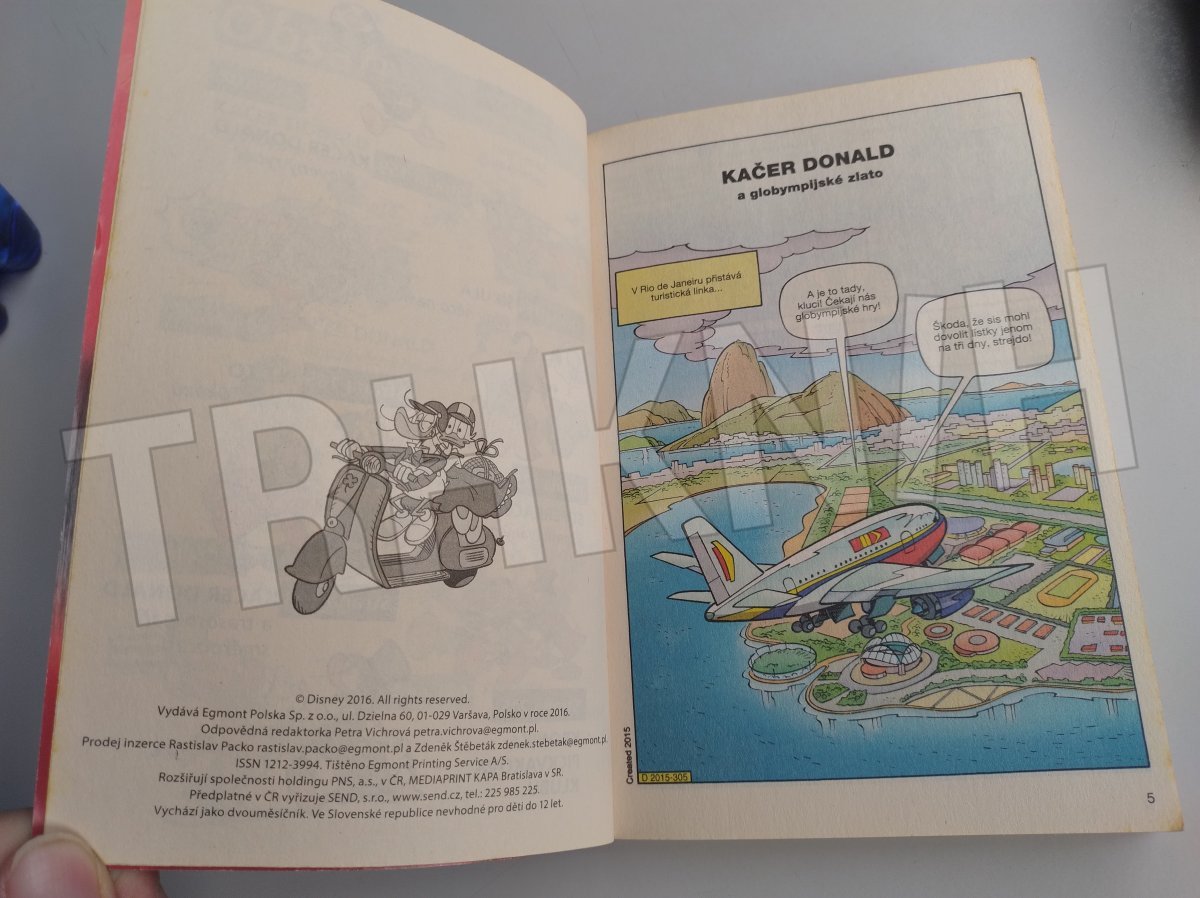 © Disney 2016. All rights reserved.
Vydává Egmont Polska Sp. z o.o., ul. Dzielna 60, 01-029 Varšava, Polsko v roce 2016.
Odpovědná redaktorka Petra Vichrová petra.vichrova@egmont.pl.
Prodej inzerce Rastislav Packo rastislav.packo@egmont.pl a Zdeněk Štěbeták zdenek.stebetak@egmont.pl.
ISSN 1212-3994. Tištěno Egmont Printing Service A/S.
Rozšiřují společnosti holdingu PNS, a.s., v ČR, MEDIAPRINT KAPA Bratislava v SR.
Předplatné v ČR vyřizuje SEND, s.r.o., www.send.cz, tel.: 225 985 225.
Vychází jako dvouměsíčník. Ve Slovenské republice nevhodné pro děti do 12 let.
KAČER DONALD
a globympijské zlato
V Rio de Janeiru přistává
turistická linka...
A je to tady,
kluci! Čekají nás
globympijské hry!
Škoda, že sis mohl
dovolit lístky jenom
na tři dny, strejdo!
Created 2015
D 2015-305
5